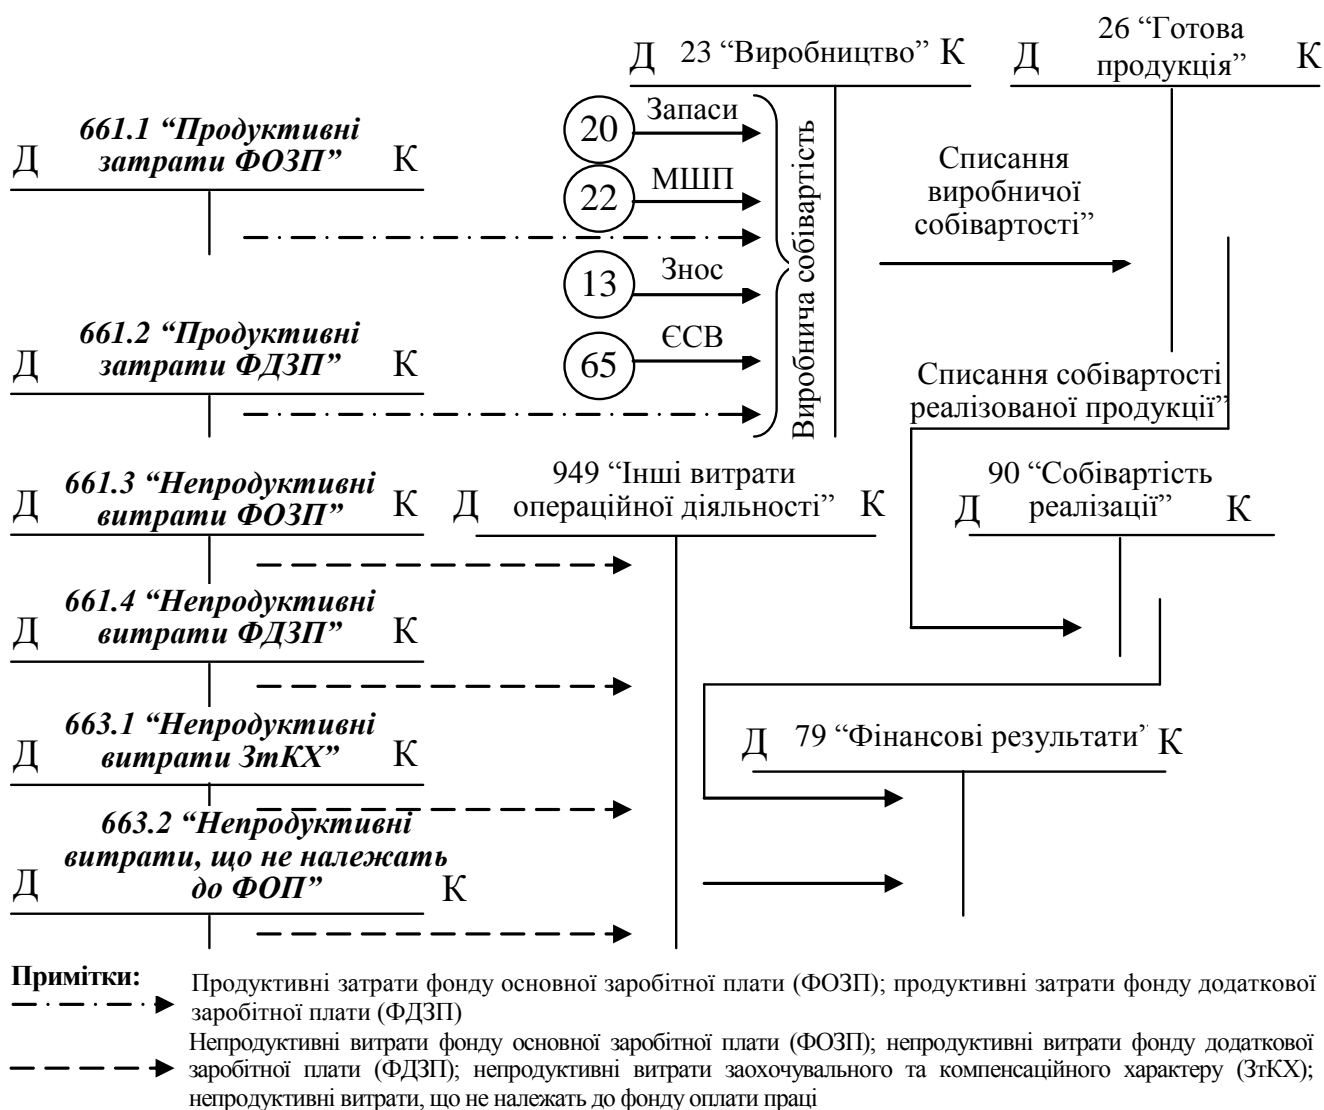 26 “Готова
продукція”
Д 23 “Виробництво” К
Д К
661.1 “Продуктивні
затрати ФОЗП”
Д К
20 Запаси
22 МШП
13 Знос
65 ЄСВ
Виробнича собівартість
Списання
виробничої
собівартості”
661.2 “Продуктивні
затрати ФДЗП”
Д К
Списання собівартості
реалізованої продукції”
661.3 “Непродуктивні
витрати ФОЗП”
Д К
949 “Інші витрати
операційної діяльності”
Д К
90 “Собівартість
реалізації”
Д К
661.4 “Непродуктивні
витрати ФДЗП”
Д К
663.1 “Непродуктивні
витрати ЗтКХ”
Д К
Д 79 “Фінансові результати” К
663.2 “Непродуктивні
витрати, що не належать
до ФОП”
Д К
Примітки:
Продуктивні затрати фонду основної заробітної плати (ФОЗП); продуктивні затрати фонду додаткової
заробітної плати (ФДЗП)
Непродуктивні витрати фонду основної заробітної плати (ФОЗП); непродуктивні витрати фонду додаткової
заробітної плати (ФДЗП); непродуктивні витрати заохочувального та компенсаційного характеру (ЗтКХ);
непродуктивні витрати, що не належать до фонду оплати праці